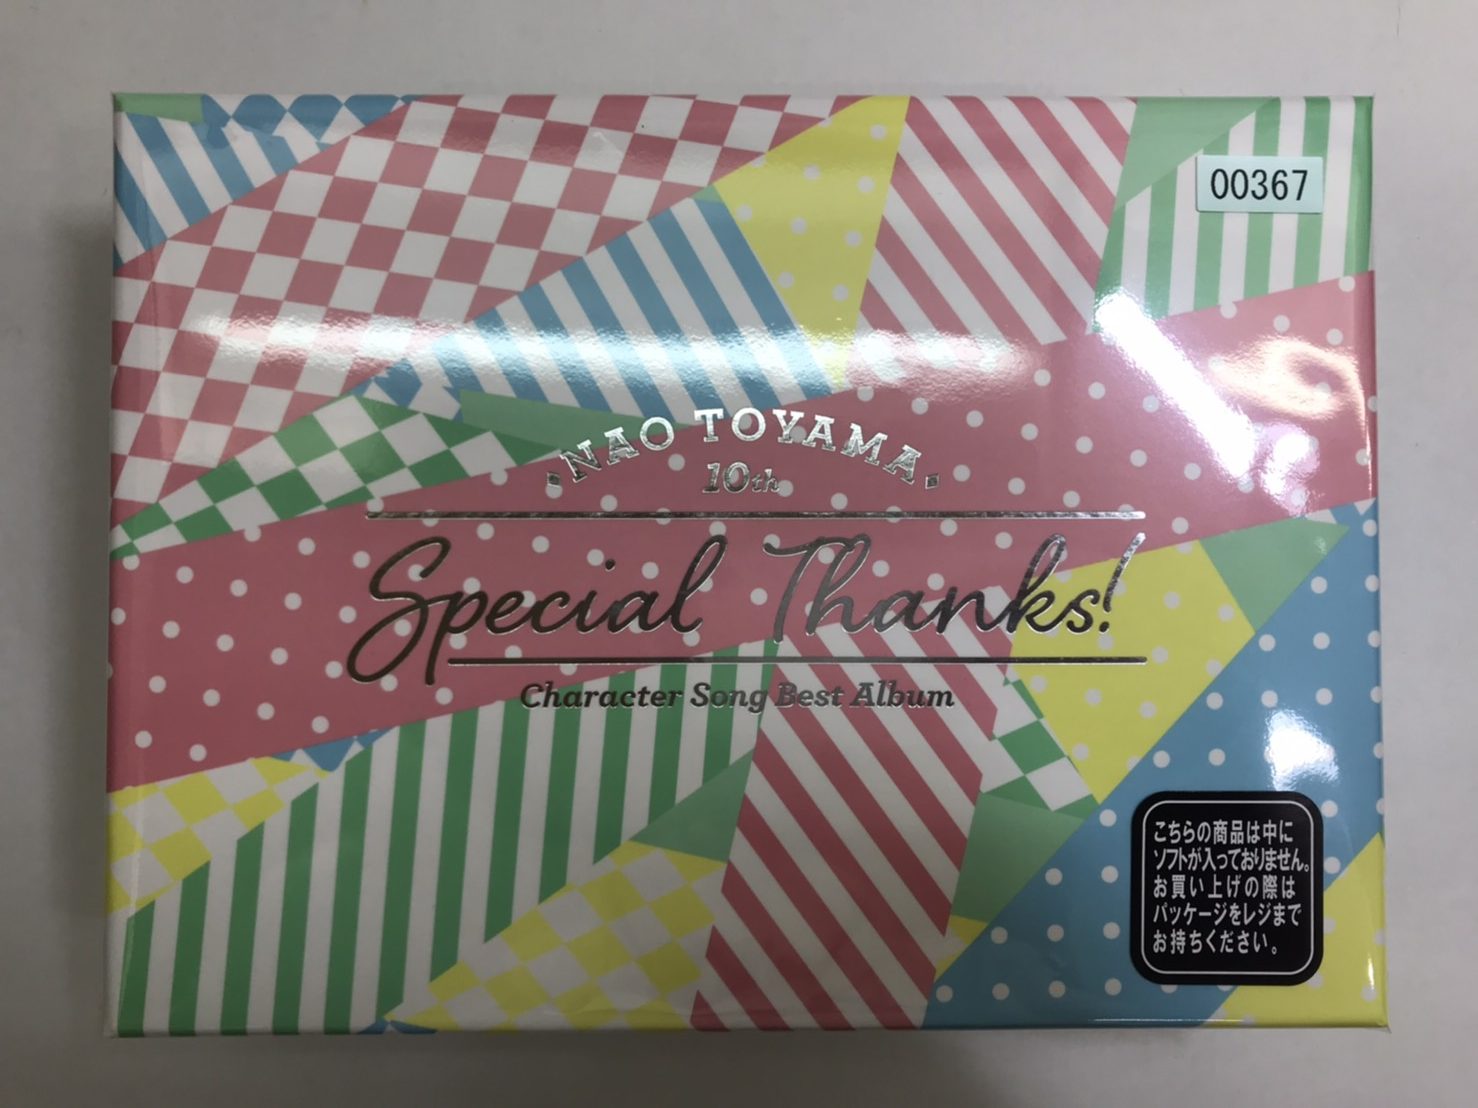 00367
NAO TOYAMA
10th
Special Thanks!
Character Song Best Album
こちらの商品は中に
ソフトが入っておりません。
お買い上げの際は
パッケージをレジまで
お持ちください。